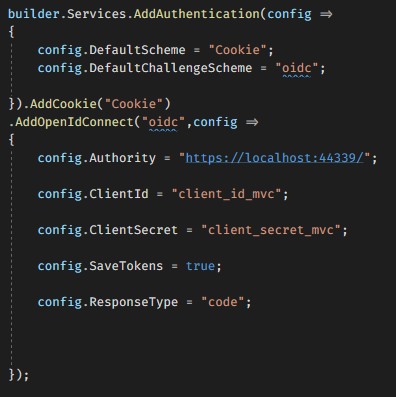 builder.Services.AddAuthentication(config =>
{
config.DefaultScheme = "Cookie";
config.DefaultChallengeScheme = "oidc";
}).AddCookie("Cookie")
.AddOpenIdConnect("oidc",config =>
{
config.Authority = "https://localhost:44339/";
config.ClientId = "client_id_mvc";
config.ClientSecret = "client_secret_mvc";
config.SaveTokens = true;
config.ResponseType = "code";
});